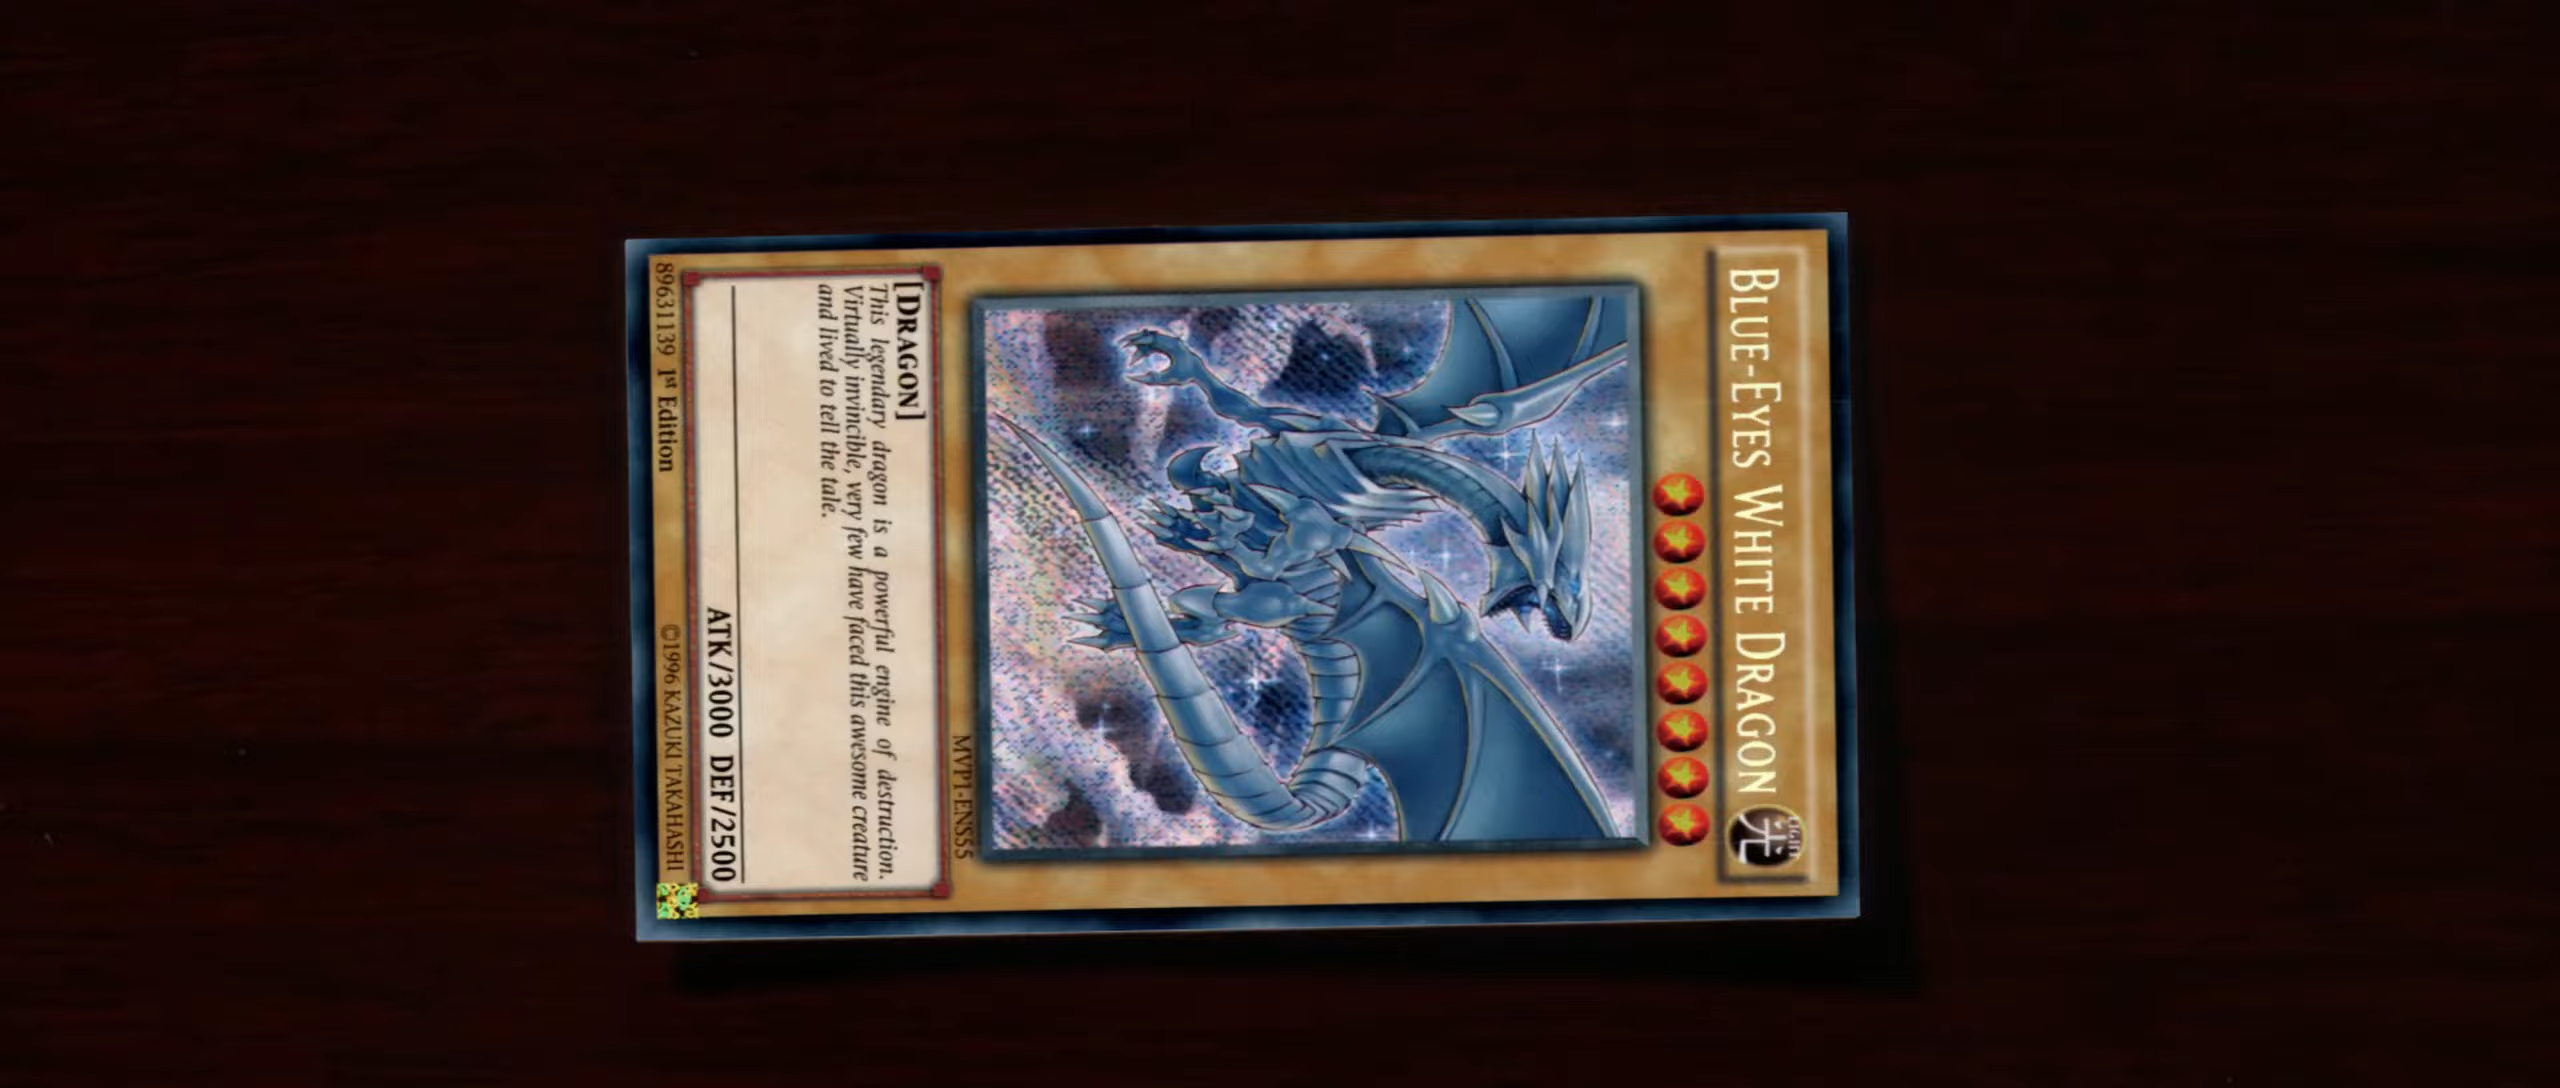 BLUE-EYES WHITE DRAGON
LIGHT
光
MVP1-ENSS5
[DRAGON]
This legendary dragon is a powerful engine of destruction.
Virtually invincible, very few have faced this awesome creature
and lived to tell the tale.
ATK/3000 DEF/2500
89631139 1st Edition
©1996 KAZUKI TAKAHASHI